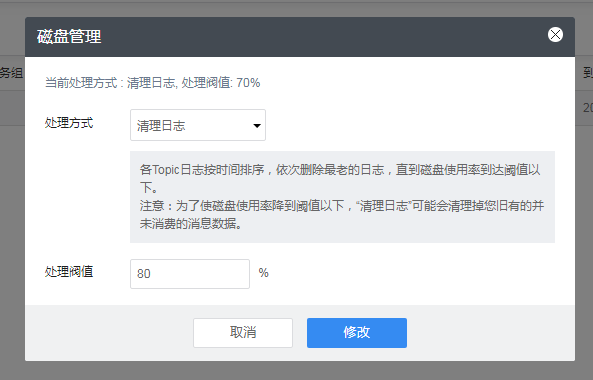 磁盘管理
当前处理方式 : 清理日志, 处理阀值: 70%
务组
到
20
处理方式
清理日志
各Topic日志按时间排序，依次删除最老的日志，直到磁盘使用率到达阈值以
下。
注意：为了使磁盘使用率降到阈值以下，“清理日志”可能会清理掉您旧有的并
未消费的消息数据。
处理阀值
80
%
取消
修改